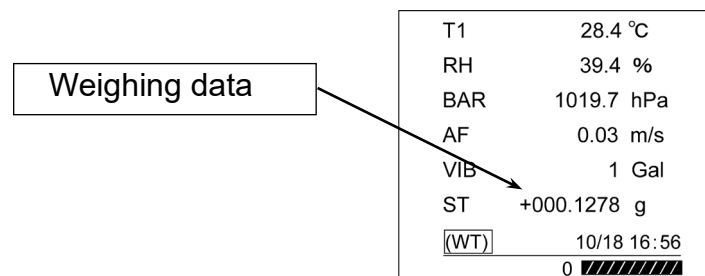 Weighing data
T1 28.4 ℃
RH 39.4 %
BAR 1019.7 hPa
AF 0.03 m/s
VIB 1 Gal
ST +000.1278 g
(WT) 10/18 16:56
0